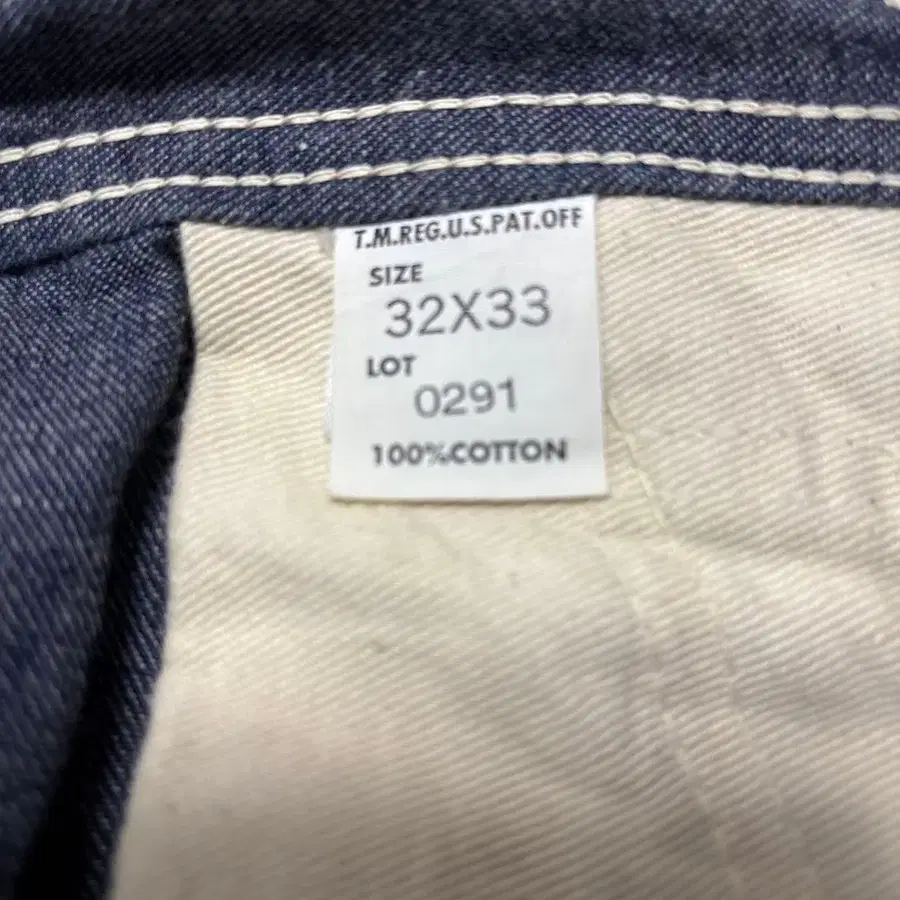 T.M.REG.U.S.PAT.OFF
SIZE
32X33
LOT
0291
100%COTTON